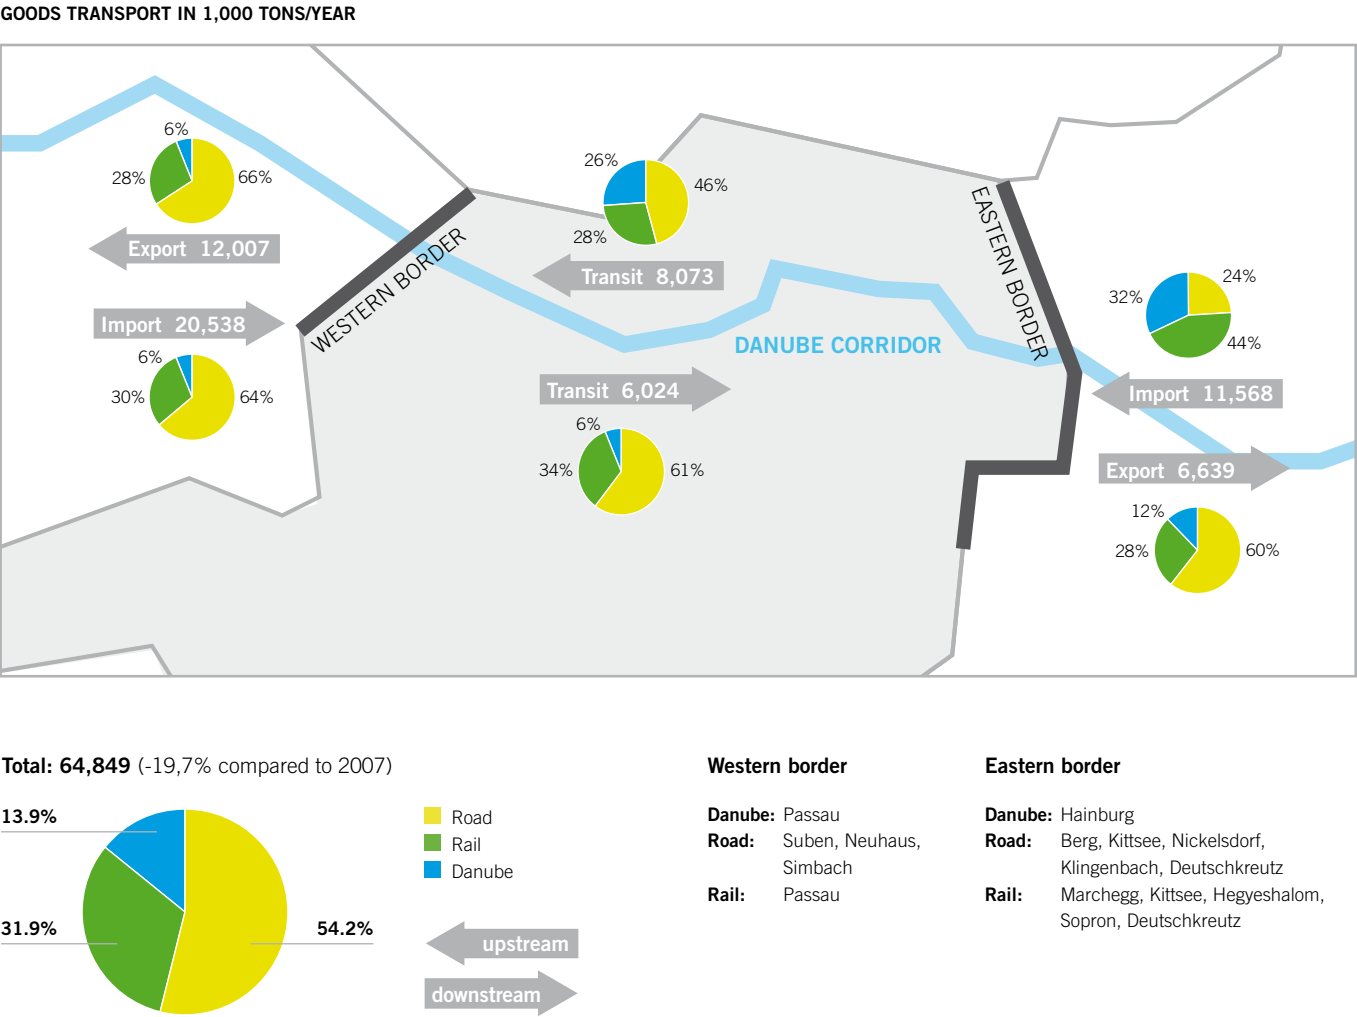 GOODS TRANSPORT IN 1,000 TONS/YEAR
6%
28%
66%
Export 12,007
Import 20,538
6%
30%
64%
WESTERN BORDER
26%
46%
28%
Transit 8,073
DANUBE CORRIDOR
Transit 6,024
6%
34%
61%
EASTERN BORDER
24%
32%
44%
Import 11,568
Export 6,639
12%
28%
60%
Total: 64,849 (-19,7% compared to 2007)
13.9%
31.9%
54.2%
Road
Rail
Danube
upstream
downstream
Western border
Danube: Passau
Road: Suben, Neuhaus,
Simbach
Rail: Passau
Eastern border
Danube: Hainburg
Road: Berg, Kittsee, Nickelsdorf,
Klingenbach, Deutschkreutz
Rail: Marchegg, Kittsee, Hegyeshalom,
Sopron, Deutschkreutz